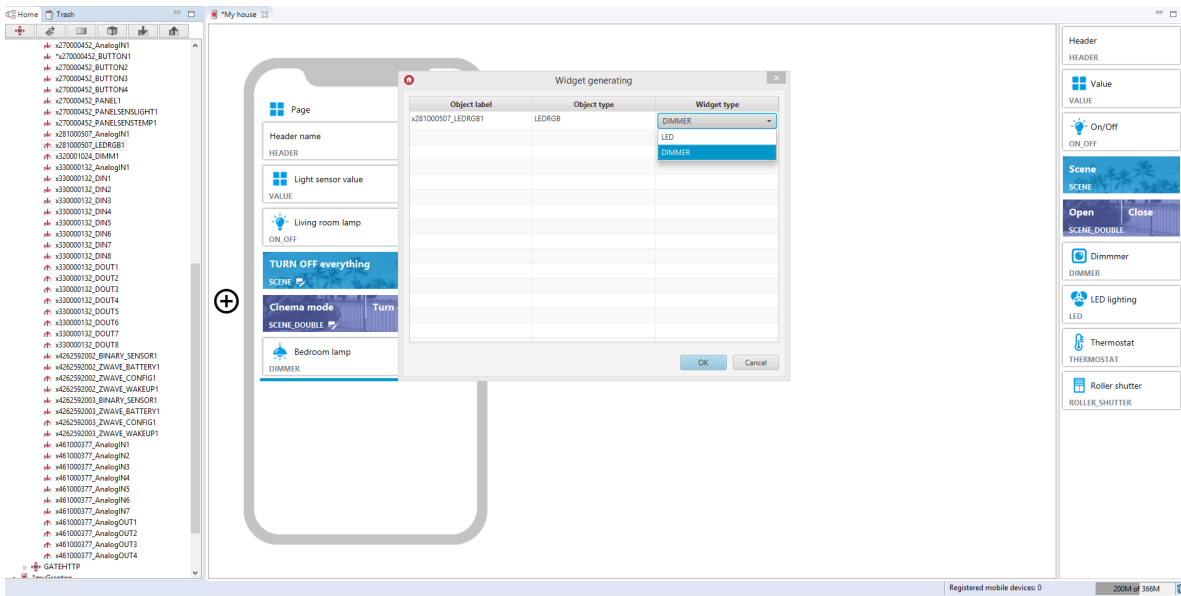 Home
Trash
*My house
x270000452_AnalogIN1
*x270000452_BUTTON1
x270000452_BUTTON2
x270000452_BUTTON3
x270000452_BUTTON4
x270000452_PANEL1
x270000452_PANELSENSLIGHT1
x270000452_PANELSENSTEMP1
x281000507_AnalogIN1
x281000507_LEDRGB1
x320001024_DIMM1
x330000132_AnalogIN1
x330000132_DIN1
x330000132_DIN2
x330000132_DIN3
x330000132_DIN4
x330000132_DIN5
x330000132_DIN6
x330000132_DIN7
x330000132_DIN8
x330000132_DOUT1
x330000132_DOUT2
x330000132_DOUT3
x330000132_DOUT4
x330000132_DOUT5
x330000132_DOUT6
x330000132_DOUT7
x330000132_DOUT8
x4262592002_BINARY_SENSOR1
x4262592002_ZWAVE_BATTERY1
x4262592002_ZWAVE_CONFIG1
x4262592002_ZWAVE_WAKEUP1
x4262592003_BINARY_SENSOR1
x4262592003_ZWAVE_BATTERY1
x4262592003_ZWAVE_CONFIG1
x4262592003_ZWAVE_WAKEUP1
x461000377_AnalogIN1
x461000377_AnalogIN2
x461000377_AnalogIN3
x461000377_AnalogIN4
x461000377_AnalogIN5
x461000377_AnalogIN6
x461000377_AnalogIN7
x461000377_AnalogOUT1
x461000377_AnalogOUT2
x461000377_AnalogOUT3
x461000377_AnalogOUT4
GATEHTTP
Page
Header name
HEADER
Light sensor value
VALUE
Living room lamp
ON_OFF
TURN OFF everything
SCENE
Cinema mode Turn
SCENE_DOUBLE
Bedroom lamp
DIMMER
Widget generating
Object label Object type Widget type
x281000507_LEDRGB1 LEDRGB DIMMER
LED
DIMMER
OK Cancel
Header
HEADER
Value
VALUE
On/Off
ON_OFF
Scene
SCENE
Open Close
SCENE_DOUBLE
Dimmmer
DIMMER
LED lighting
LED
Thermostat
THERMOSTAT
Roller shutter
ROLLER_SHUTTER
Registered mobile devices: 0
200M of 366M